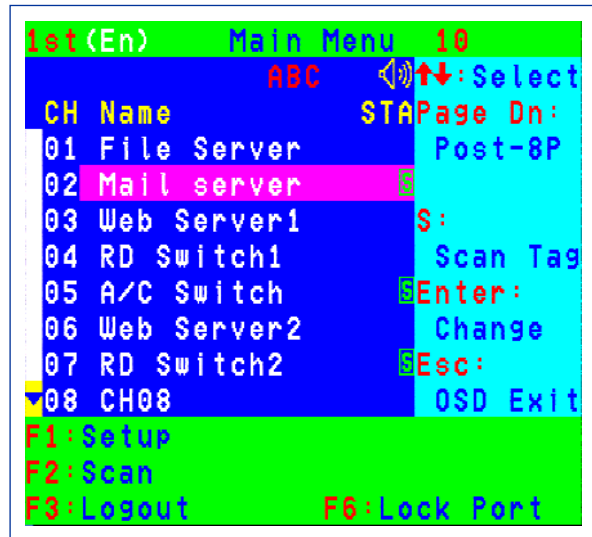 1st(En) Main Menu 10
ABC ↑↓:Select
CH Name STA Page Dn:
01 File Server Post-8P
02 Mail server S
03 Web Server1 S:
04 RD Switch1 Scan Tag
05 A/C Switch S Enter:
06 Web Server2 Change
07 RD Switch2 S Esc:
08 CH08 OSD Exit
F1:Setup
F2:Scan
F3:Logout F6:Lock Port